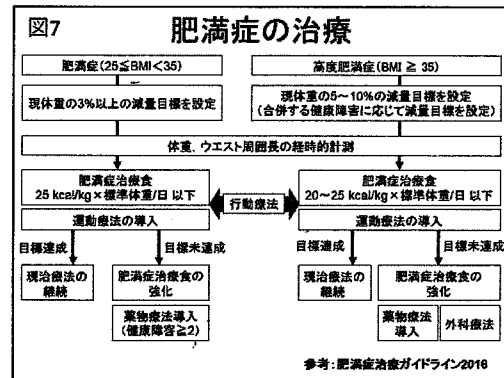 図7
肥満症の治療
肥満症(25≦BMI<35)
高度肥満症(BMI ≧ 35)
現体重の3%以上の減量目標を設定
現体重の5~10%の減量目標を設定
(合併する健康障害に応じて減量目標を設定)
体重、ウエスト周囲長の経時的計測
肥満症治療食
25 kcal/kg×標準体重/日 以下
行動療法
肥満症治療食
20~25 kcal/kg×標準体重/日 以下
運動療法の導入
運動療法の導入
目標達成
目標未達成
目標達成
目標未達成
現治療法の
継続
肥満症治療食の
強化
現治療法の
継続
肥満症治療食の
強化
薬物療法導入
(健康障害≧2)
薬物療法
導入
外科療法
参考:肥満症治療ガイドライン2016